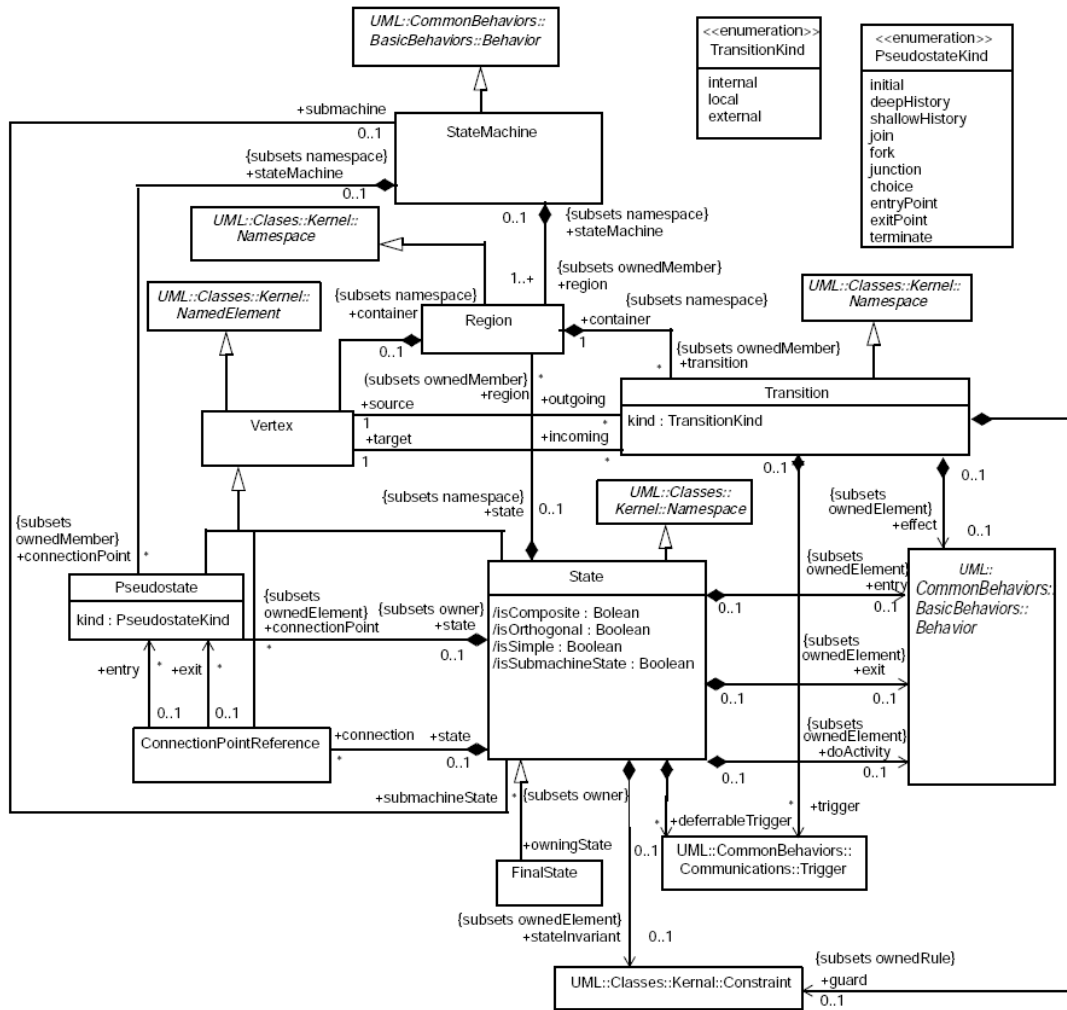 UML::CommonBehaviors::
BasicBehaviors::Behavior
<<enumeration>>
TransitionKind
internal
local
external
<<enumeration>>
PseudostateKind
initial
deepHistory
shallowHistory
join
fork
junction
choice
entryPoint
exitPoint
terminate
+submachine
0..1
StateMachine
{subsets namespace}
+stateMachine
0..1
0..1
{subsets namespace}
+stateMachine
UML::Clases::Kernel::
Namespace
1..+
{subsets ownedMember}
+region
UML::Classes::Kernel::
NamedElement
{subsets namespace}
+container
0..1
Region
{subsets namespace}
+container
1
UML::Classes::Kernel::
Namespace
{subsets ownedMember}
+transition
*
(subsets ownedMember}
+region
*
Vertex
+source
1
+outgoing
*
+target
1
+incoming
*
Transition
kind : TransitionKind
0..1
0..1
{subsets namespace}
+state
0..1
UML::Classes::
Kernel::Namespace
{subsets
ownedElement}
+effect
0..1
{subsets
ownedMember}
+connectionPoint
*
Pseudostate
kind : PseudostateKind
{subsets
ownedElement}
+connectionPoint
*
{subsets owner}
+state
0..1
State
/isComposite : Bolean
/isOrthogonal : Boolean
/isSimple : Boolean
/isSubmachineState : Boolean
0..1
{subsets
ownedElement}
+entry
0..1
UML::
CommonBehaviors::
BasicBehaviors::
Behavior
0..1
{subsets
ownedElement}
+exit
0..1
0..1
{subsets
ownedElement}
+doActivity
0..1
+entry
*
+exit
*
0..1
0..1
ConnectionPointReference
+connection
*
+state
0..1
+submachineState
*
{subsets owner}
+owningState
0..1
*
+deferrableTrigger
*
+trigger
UML::CommonBehaviors::
Communications::Trigger
FinalState
{subsets ownedElement}
+stateInvariant
0..1
UML::Classes::Kernal::Constraint
{subsets ownedRule}
+guard
0..1